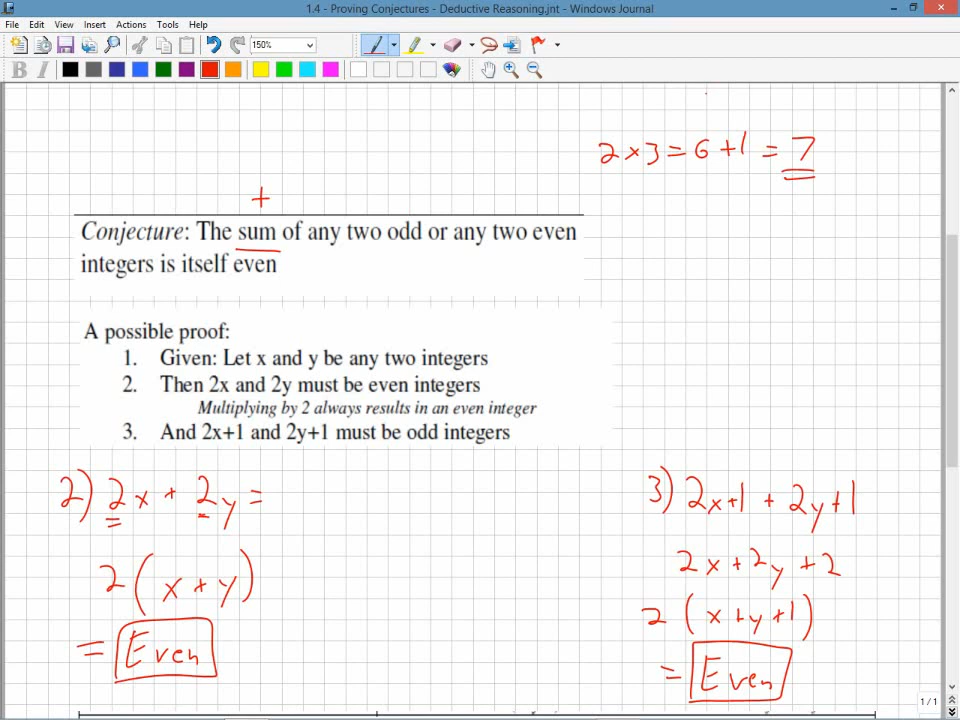 1.4 - Proving Conjectures - Deductive Reasoning.jnt - Windows Journal
File Edit View Insert Actions Tools Help
150%
B I
2 x 3 = 6 + 1 = 7
+
Conjecture: The sum of any two odd or any two even
integers is itself even
A possible proof:
1. Given: Let x and y be any two integers
2. Then 2x and 2y must be even integers
Multiplying by 2 always results in an even integer
3. And 2x+1 and 2y+1 must be odd integers
2) 2x + 2y =
2 (x + y)
= Even
3) 2x+1 + 2y+1
2x + 2y + 2
2 (x+y+1)
= Even
1 / 1